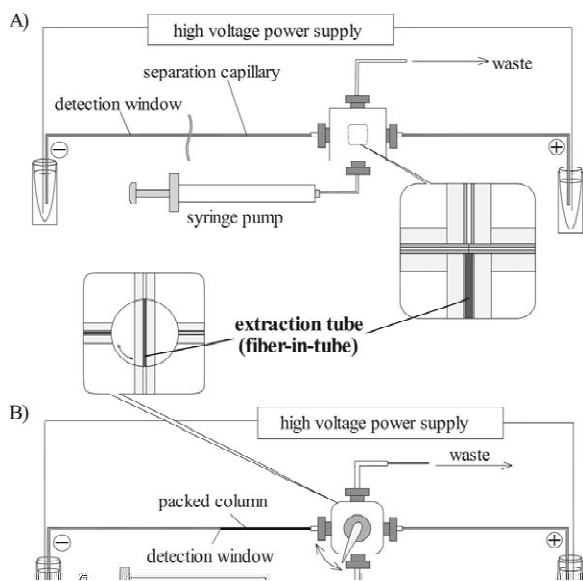 A)
high voltage power supply
separation capillary
waste
detection window
−
+
syringe pump
extraction tube
(fiber-in-tube)
B)
high voltage power supply
waste
packed column
−
+
detection window